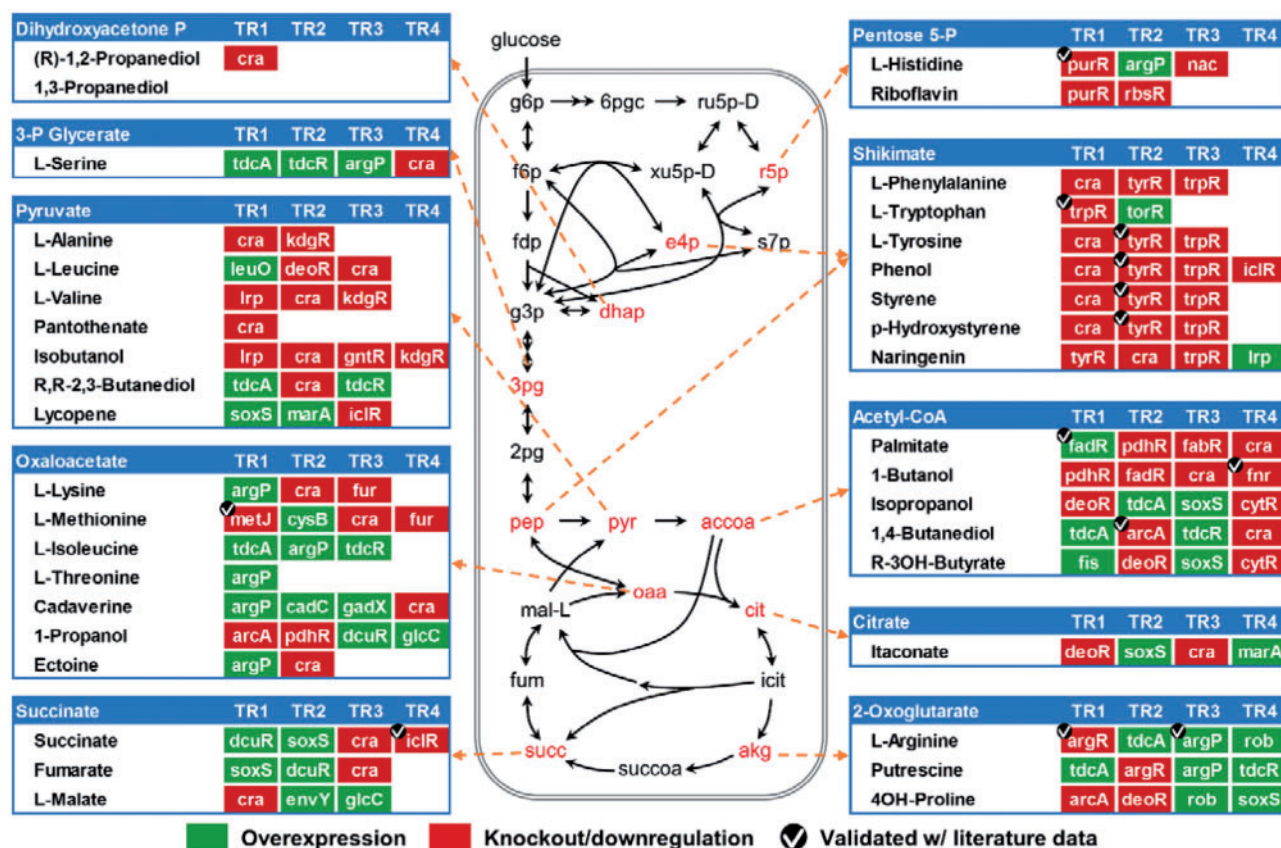 Dihydroxyacetone P TR1 TR2 TR3 TR4
(R)-1,2-Propanediol cra
1,3-Propanediol
3-P Glycerate TR1 TR2 TR3 TR4
L-Serine tdcA tdcR argP cra
Pyruvate TR1 TR2 TR3 TR4
L-Alanine cra kdgR
L-Leucine leuO deoR cra
L-Valine lrp cra kdgR
Pantothenate cra
Isobutanol lrp cra gntR kdgR
R,R-2,3-Butanediol tdcA cra tdcR
Lycopene soxS marA iclR
Oxaloacetate TR1 TR2 TR3 TR4
L-Lysine argP cra fur
L-Methionine metJ cysB cra fur
L-Isoleucine tdcA argP tdcR
L-Threonine argP
Cadaverine argP cadC gadX cra
1-Propanol arcA pdhR dcuR glcC
Ectoine argP cra
Succinate TR1 TR2 TR3 TR4
Succinate dcuR soxS cra iclR
Fumarate soxS dcuR cra
L-Malate cra envY glcC
glucose
g6p 6pgc ru5p-D
f6p xu5p-D r5p
fdp e4p s7p
g3p dhap
3pg
2pg
pep pyr accoa
oaa
mal-L cit
fum icit
succ akg
succoa
Pentose 5-P TR1 TR2 TR3 TR4
L-Histidine purR argP nac
Riboflavin purR rbsR
Shikimate TR1 TR2 TR3 TR4
L-Phenylalanine cra tyrR trpR
L-Tryptophan trpR torR
L-Tyrosine cra tyrR trpR
Phenol cra tyrR trpR iclR
Styrene cra tyrR trpR
p-Hydroxystyrene cra tyrR trpR
Naringenin tyrR cra trpR lrp
Acetyl-CoA TR1 TR2 TR3 TR4
Palmitate fadR pdhR fabR cra
1-Butanol pdhR fadR cra fnr
Isopropanol deoR tdcA soxS cytR
1,4-Butanediol tdcA arcA tdcR cra
R-3OH-Butyrate fis deoR soxS cytR
Citrate TR1 TR2 TR3 TR4
Itaconate deoR soxS cra marA
2-Oxoglutarate TR1 TR2 TR3 TR4
L-Arginine argR tdcA argP rob
Putrescine tdcA argR argP tdcR
4OH-Proline arcA deoR rob soxS
Overexpression Knockout/downregulation Validated w/ literature data